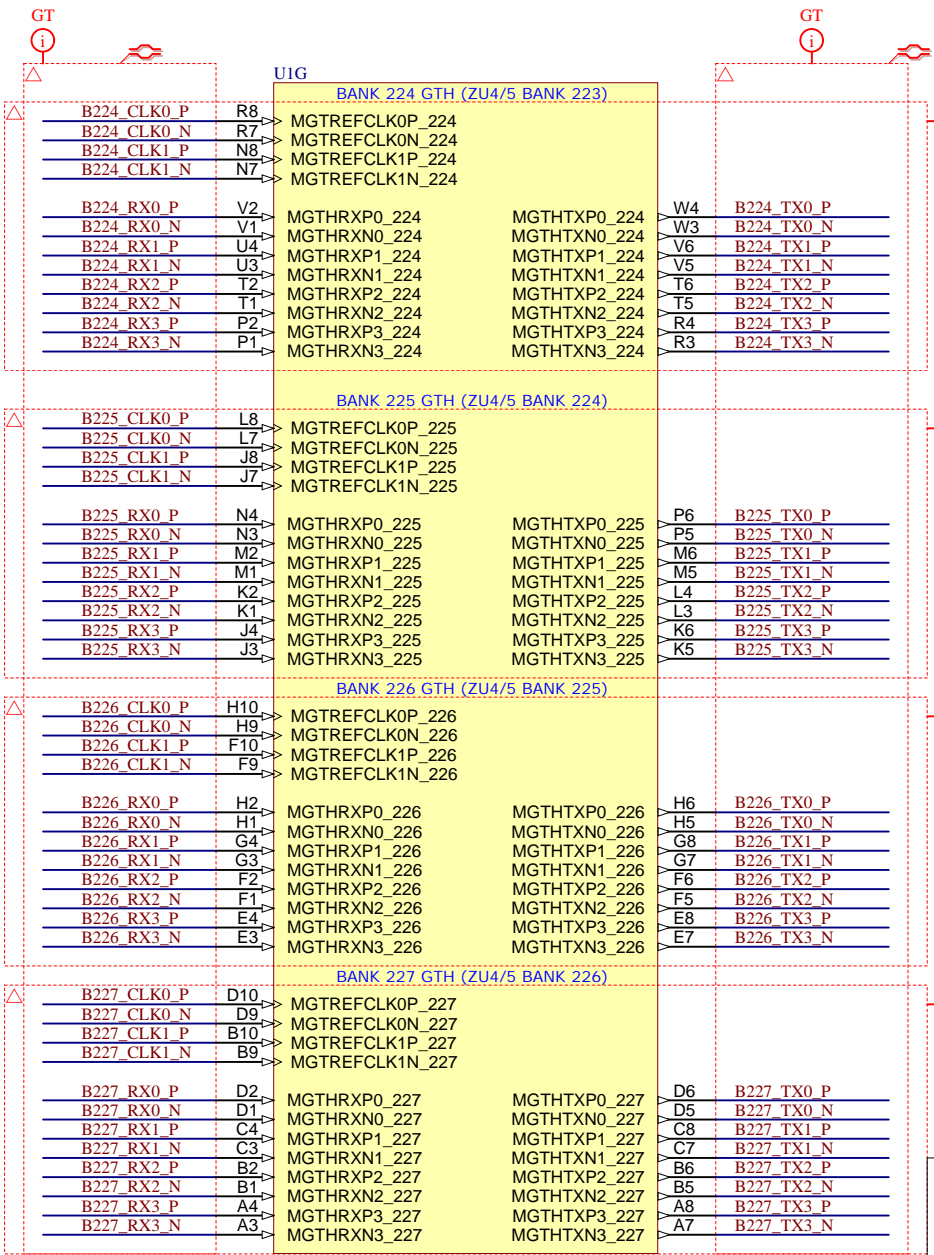 GT GT
i i
U1G
BANK 224 GTH (ZU4/5 BANK 223)
B224_CLK0_P R8 MGTREFCLK0P_224
B224_CLK0_N R7 MGTREFCLK0N_224
B224_CLK1_P N8 MGTREFCLK1P_224
B224_CLK1_N N7 MGTREFCLK1N_224
B224_RX0_P V2 MGTHRXP0_224 MGTHTXP0_224 W4 B224_TX0_P
B224_RX0_N V1 MGTHRXN0_224 MGTHTXN0_224 W3 B224_TX0_N
B224_RX1_P U4 MGTHRXP1_224 MGTHTXP1_224 V6 B224_TX1_P
B224_RX1_N U3 MGTHRXN1_224 MGTHTXN1_224 V5 B224_TX1_N
B224_RX2_P T2 MGTHRXP2_224 MGTHTXP2_224 T6 B224_TX2_P
B224_RX2_N T1 MGTHRXN2_224 MGTHTXN2_224 T5 B224_TX2_N
B224_RX3_P P2 MGTHRXP3_224 MGTHTXP3_224 R4 B224_TX3_P
B224_RX3_N P1 MGTHRXN3_224 MGTHTXN3_224 R3 B224_TX3_N
BANK 225 GTH (ZU4/5 BANK 224)
B225_CLK0_P L8 MGTREFCLK0P_225
B225_CLK0_N L7 MGTREFCLK0N_225
B225_CLK1_P J8 MGTREFCLK1P_225
B225_CLK1_N J7 MGTREFCLK1N_225
B225_RX0_P N4 MGTHRXP0_225 MGTHTXP0_225 P6 B225_TX0_P
B225_RX0_N N3 MGTHRXN0_225 MGTHTXN0_225 P5 B225_TX0_N
B225_RX1_P M2 MGTHRXP1_225 MGTHTXP1_225 M6 B225_TX1_P
B225_RX1_N M1 MGTHRXN1_225 MGTHTXN1_225 M5 B225_TX1_N
B225_RX2_P K2 MGTHRXP2_225 MGTHTXP2_225 L4 B225_TX2_P
B225_RX2_N K1 MGTHRXN2_225 MGTHTXN2_225 L3 B225_TX2_N
B225_RX3_P J4 MGTHRXP3_225 MGTHTXP3_225 K6 B225_TX3_P
B225_RX3_N J3 MGTHRXN3_225 MGTHTXN3_225 K5 B225_TX3_N
BANK 226 GTH (ZU4/5 BANK 225)
B226_CLK0_P H10 MGTREFCLK0P_226
B226_CLK0_N H9 MGTREFCLK0N_226
B226_CLK1_P F10 MGTREFCLK1P_226
B226_CLK1_N F9 MGTREFCLK1N_226
B226_RX0_P H2 MGTHRXP0_226 MGTHTXP0_226 H6 B226_TX0_P
B226_RX0_N H1 MGTHRXN0_226 MGTHTXN0_226 H5 B226_TX0_N
B226_RX1_P G4 MGTHRXP1_226 MGTHTXP1_226 G8 B226_TX1_P
B226_RX1_N G3 MGTHRXN1_226 MGTHTXN1_226 G7 B226_TX1_N
B226_RX2_P F2 MGTHRXP2_226 MGTHTXP2_226 F6 B226_TX2_P
B226_RX2_N F1 MGTHRXN2_226 MGTHTXN2_226 F5 B226_TX2_N
B226_RX3_P E4 MGTHRXP3_226 MGTHTXP3_226 E8 B226_TX3_P
B226_RX3_N E3 MGTHRXN3_226 MGTHTXN3_226 E7 B226_TX3_N
BANK 227 GTH (ZU4/5 BANK 226)
B227_CLK0_P D10 MGTREFCLK0P_227
B227_CLK0_N D9 MGTREFCLK0N_227
B227_CLK1_P B10 MGTREFCLK1P_227
B227_CLK1_N B9 MGTREFCLK1N_227
B227_RX0_P D2 MGTHRXP0_227 MGTHTXP0_227 D6 B227_TX0_P
B227_RX0_N D1 MGTHRXN0_227 MGTHTXN0_227 D5 B227_TX0_N
B227_RX1_P C4 MGTHRXP1_227 MGTHTXP1_227 C8 B227_TX1_P
B227_RX1_N C3 MGTHRXN1_227 MGTHTXN1_227 C7 B227_TX1_N
B227_RX2_P B2 MGTHRXP2_227 MGTHTXP2_227 B6 B227_TX2_P
B227_RX2_N B1 MGTHRXN2_227 MGTHTXN2_227 B5 B227_TX2_N
B227_RX3_P A4 MGTHRXP3_227 MGTHTXP3_227 A8 B227_TX3_P
B227_RX3_N A3 MGTHRXN3_227 MGTHTXN3_227 A7 B227_TX3_N